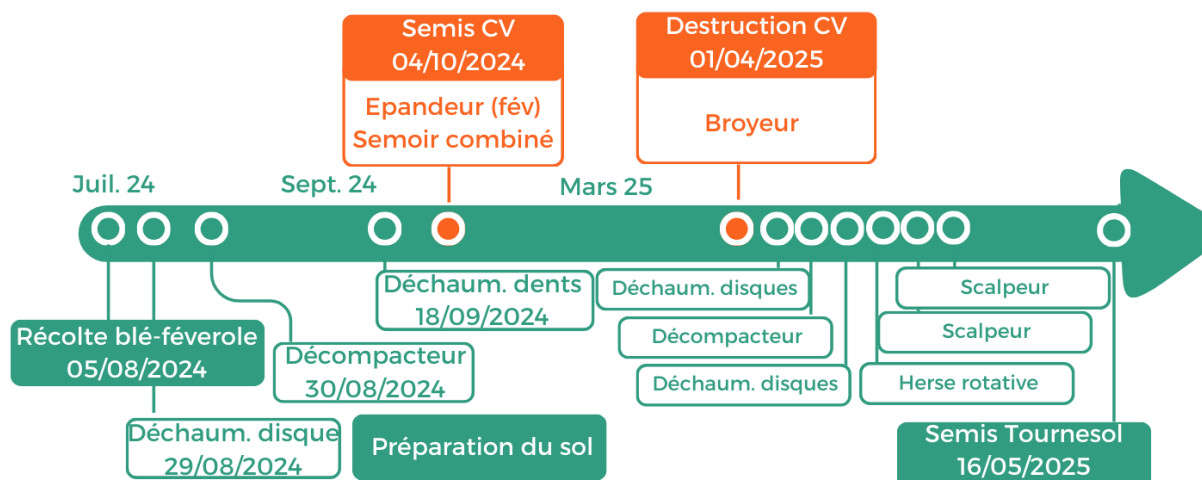 Semis CV
04/10/2024
Epandeur (fév)
Semoir combiné
Destruction CV
01/04/2025
Broyeur
Juil. 24
Sept. 24
Mars 25
Récolte blé-féverole
05/08/2024
Déchaum. disque
29/08/2024
Décompacteur
30/08/2024
Déchaum. dents
18/09/2024
Préparation du sol
Déchaum. disques
Décompacteur
Déchaum. disques
Herse rotative
Scalpeur
Scalpeur
Semis Tournesol
16/05/2025